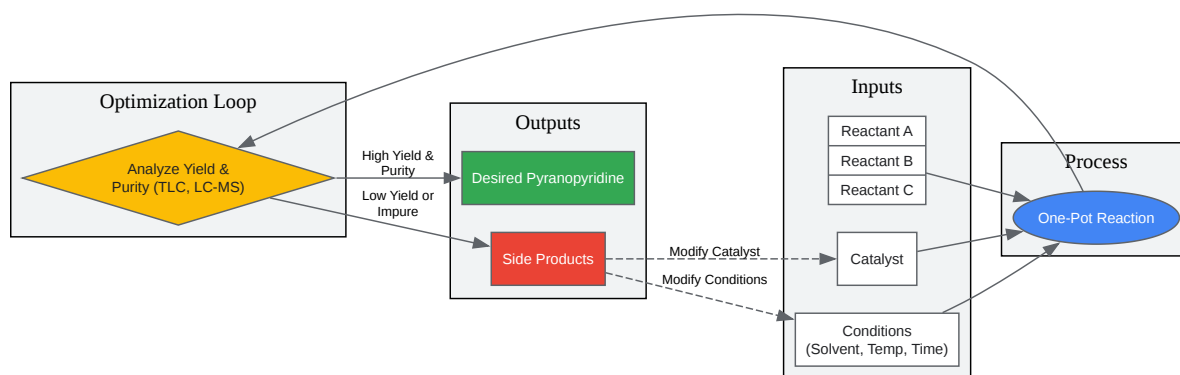 Optimization Loop
Analyze Yield &
Purity (TLC, LC-MS)
High Yield &
Purity
Low Yield or
Impure
Outputs
Desired Pyranopyridine
Side Products
Modify Catalyst
Modify Conditions
Inputs
Reactant A
Reactant B
Reactant C
Catalyst
Conditions
(Solvent, Temp, Time)
Process
One-Pot Reaction